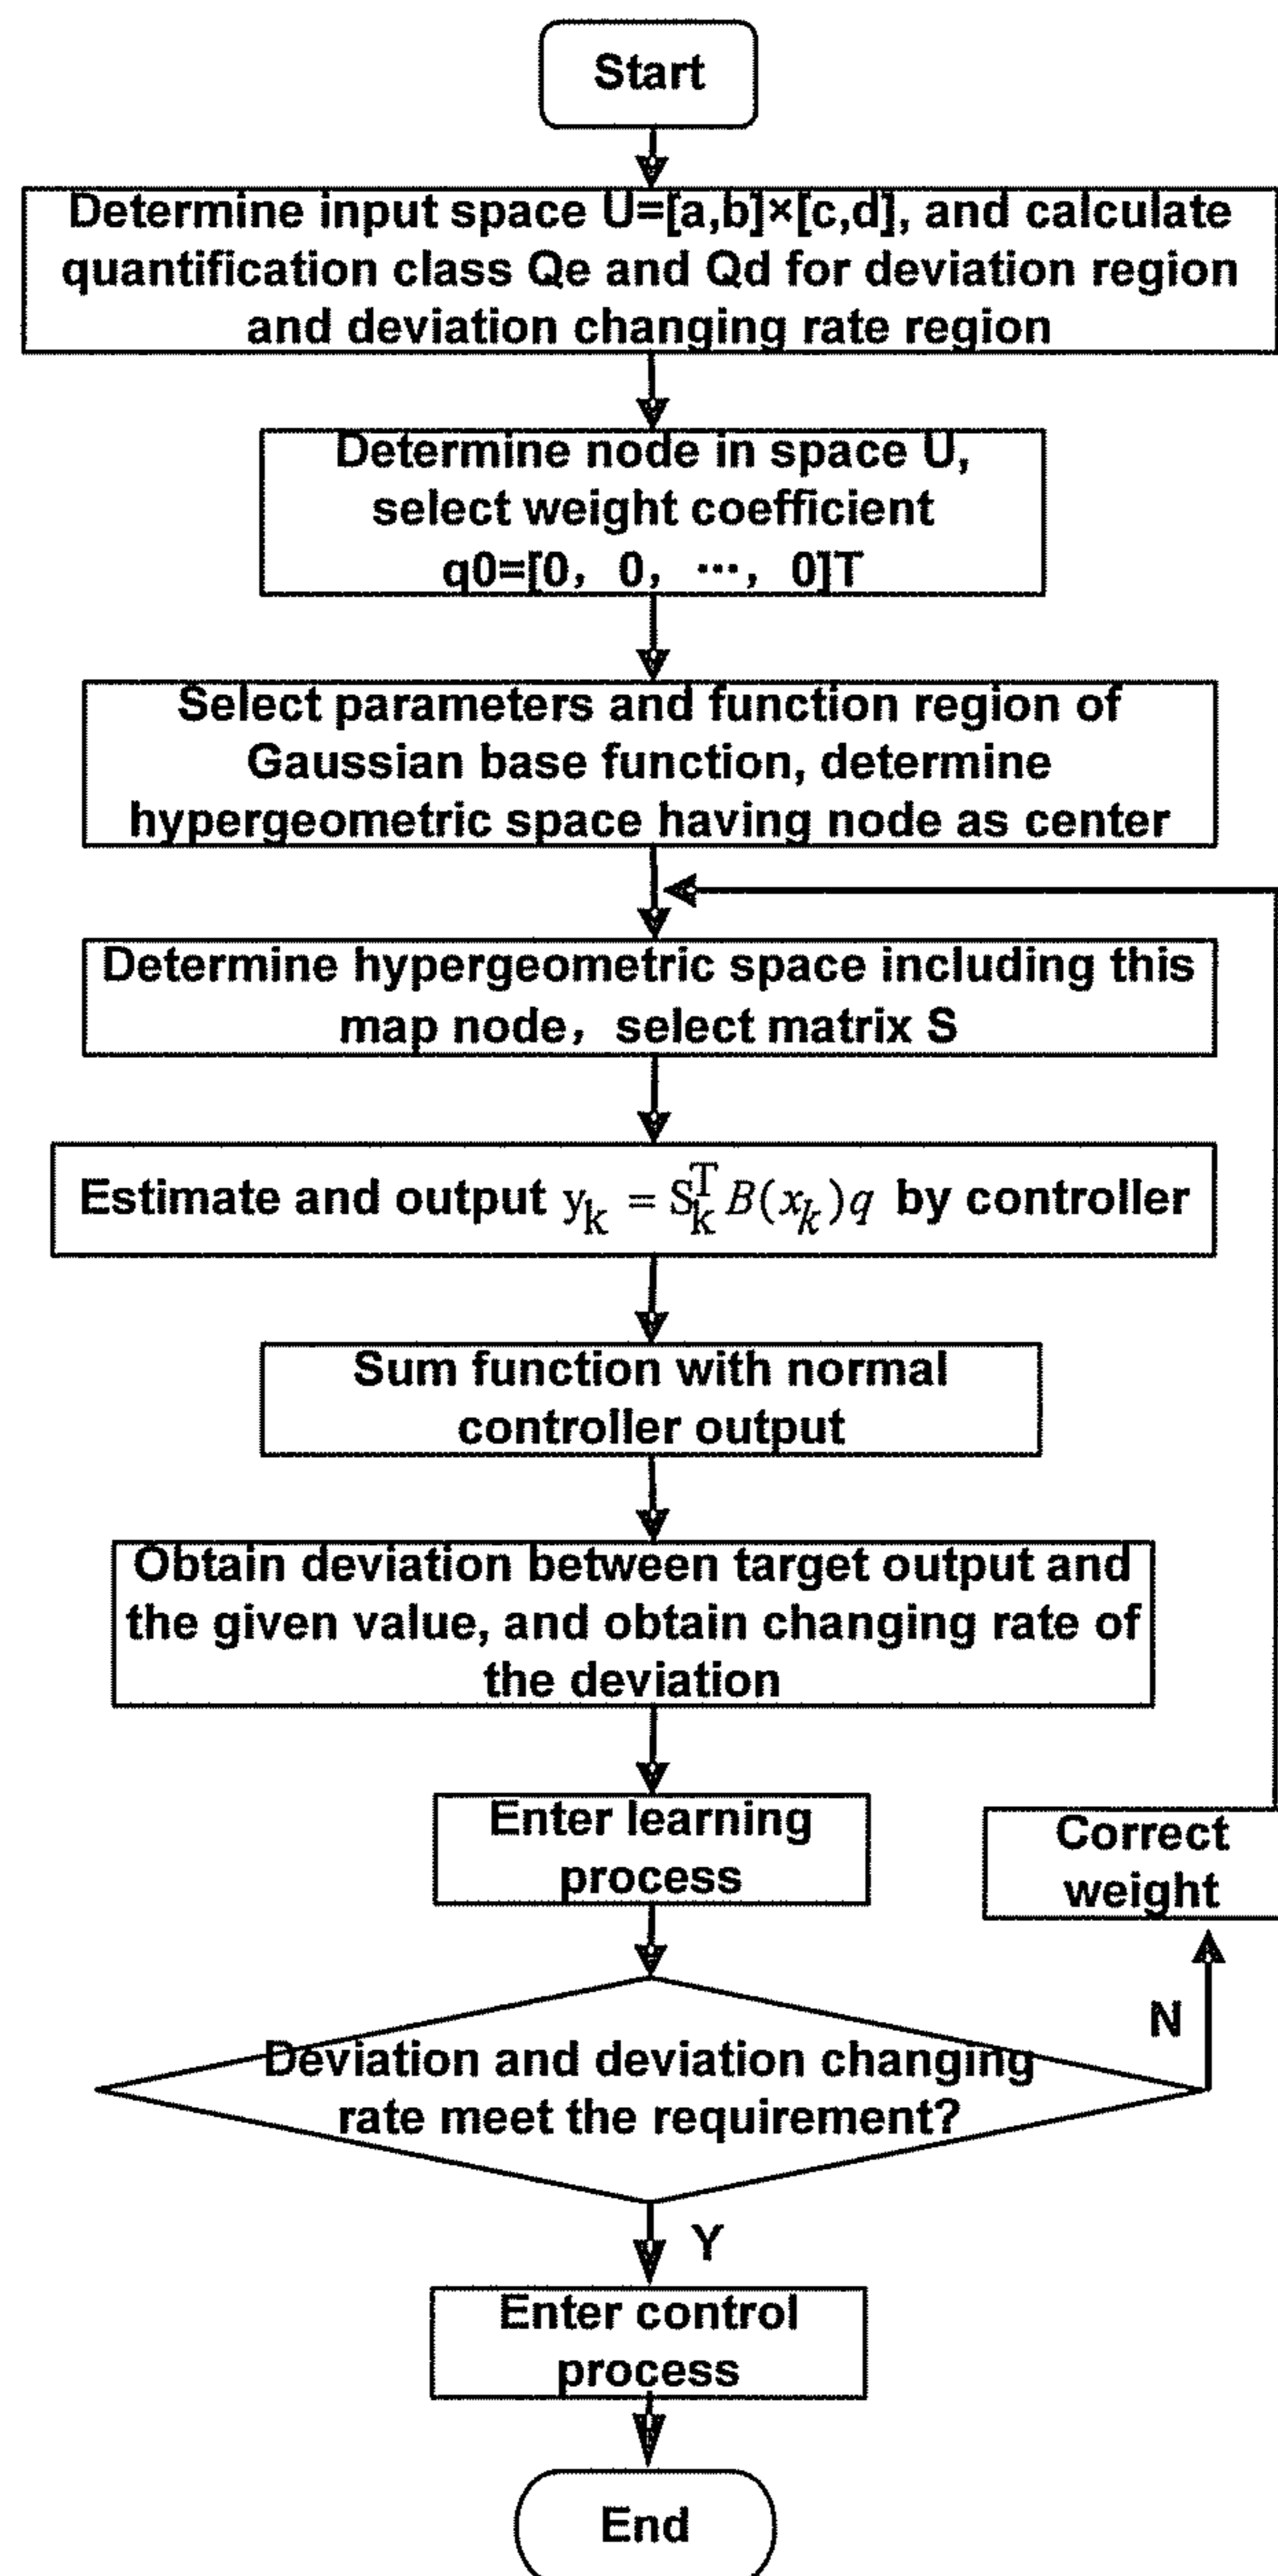 Start
Determine input space U=[a,b]×[c,d], and calculate
quantification class Qe and Qd for deviation region
and deviation changing rate region
Determine node in space U,
select weight coefficient
q0=[0, 0, ···, 0]T
Select parameters and function region of
Gaussian base function, determine
hypergeometric space having node as center
Determine hypergeometric space including this
map node, select matrix S
Estimate and output y_k = S_k^T B(x_k)q by controller
Sum function with normal
controller output
Obtain deviation between target output and
the given value, and obtain changing rate of
the deviation
Enter learning
process
Correct
weight
N
Deviation and deviation changing
rate meet the requirement?
Y
Enter control
process
End